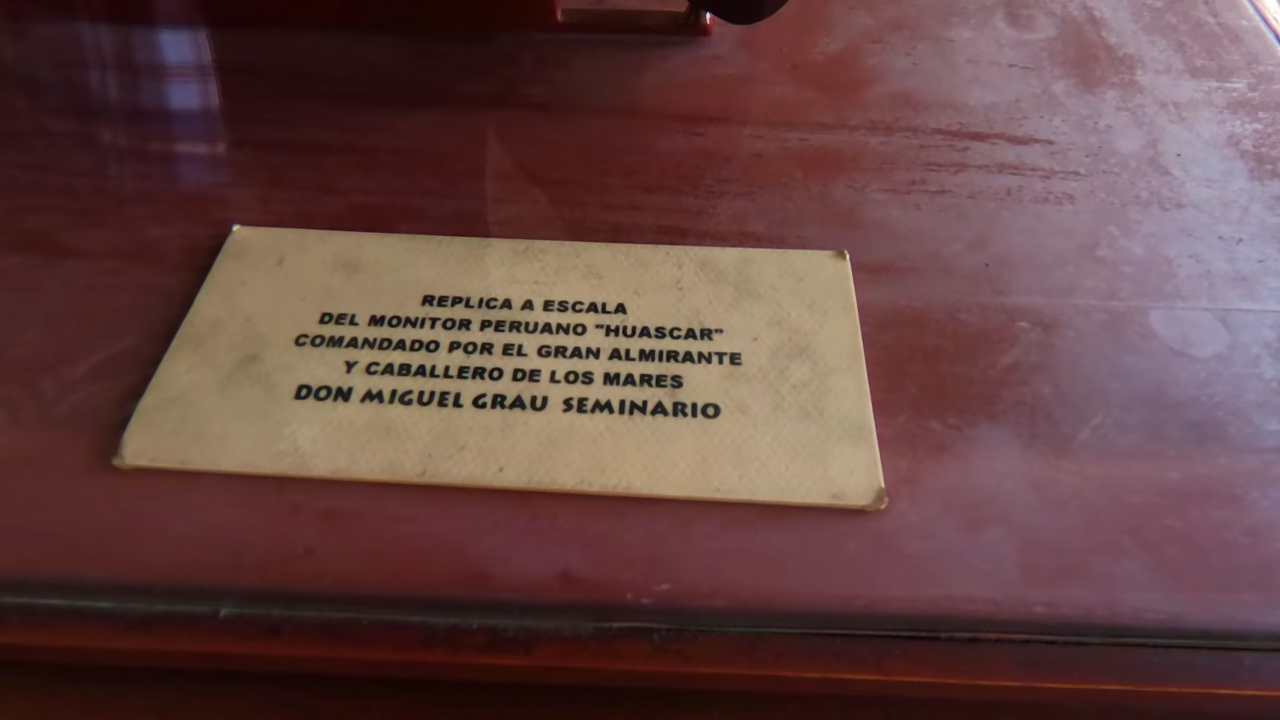 REPLICA A ESCALA
DEL MONITOR PERUANO "HUASCAR"
COMANDADO POR EL GRAN ALMIRANTE
Y CABALLERO DE LOS MARES
DON MIGUEL GRAU SEMINARIO